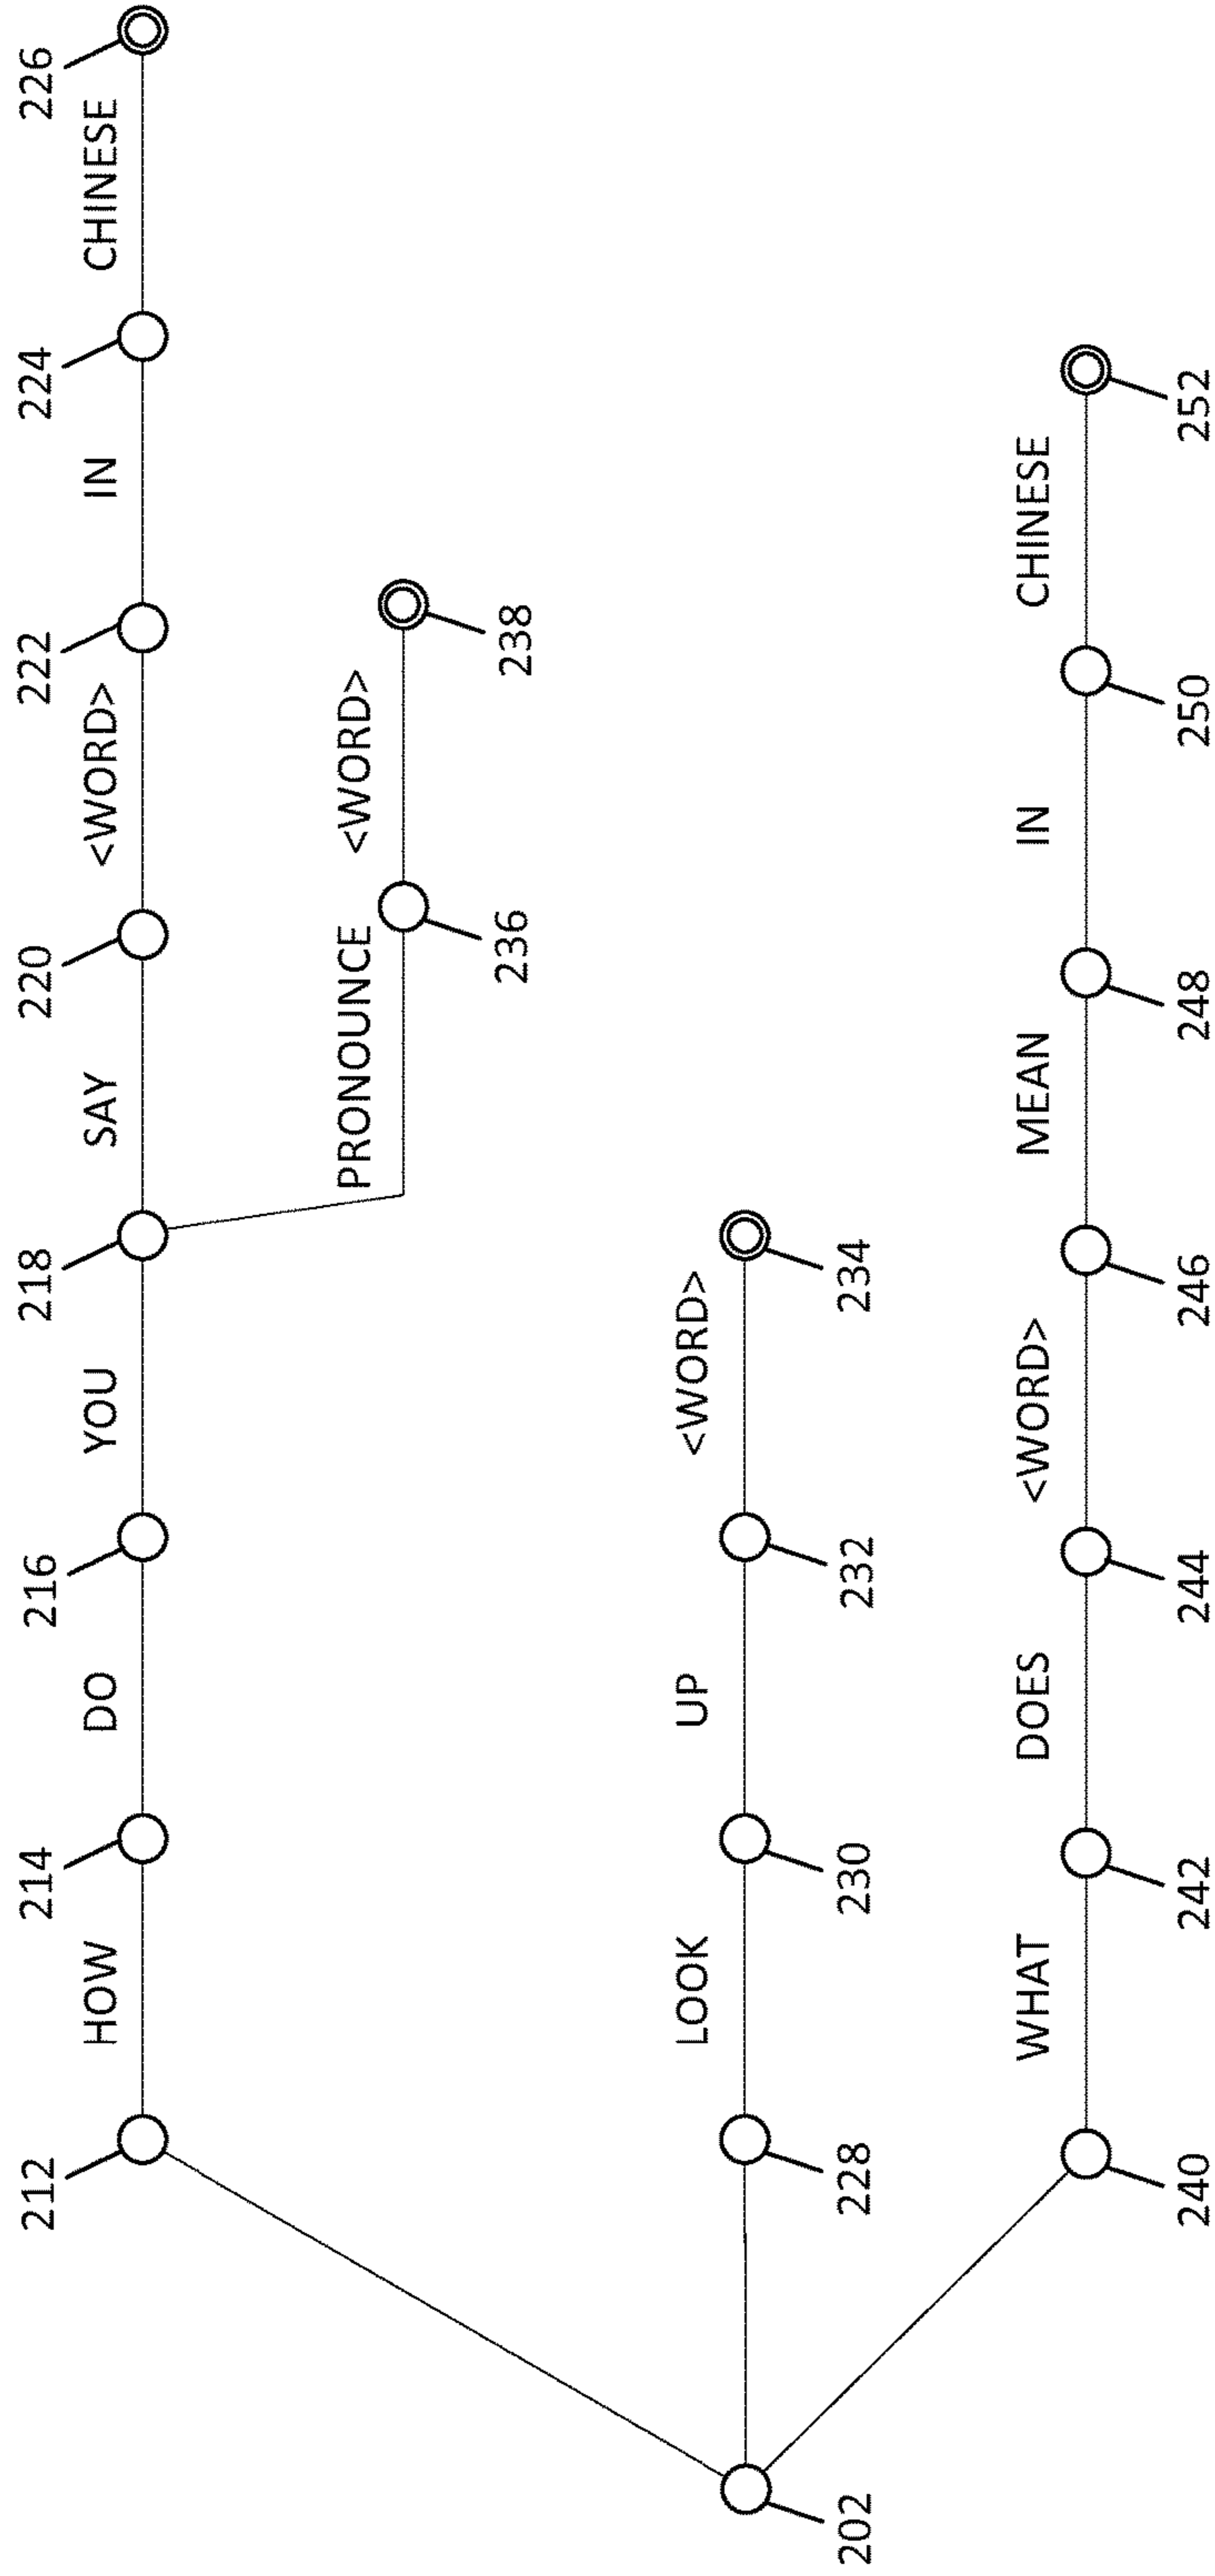 212 214 216 218 220 222 224 226
HOW DO YOU SAY <WORD> IN CHINESE
PRONOUNCE <WORD>
236 238
LOOK UP <WORD>
202 228 230 232 234
WHAT DOES <WORD> MEAN IN CHINESE
240 242 244 246 248 250 252